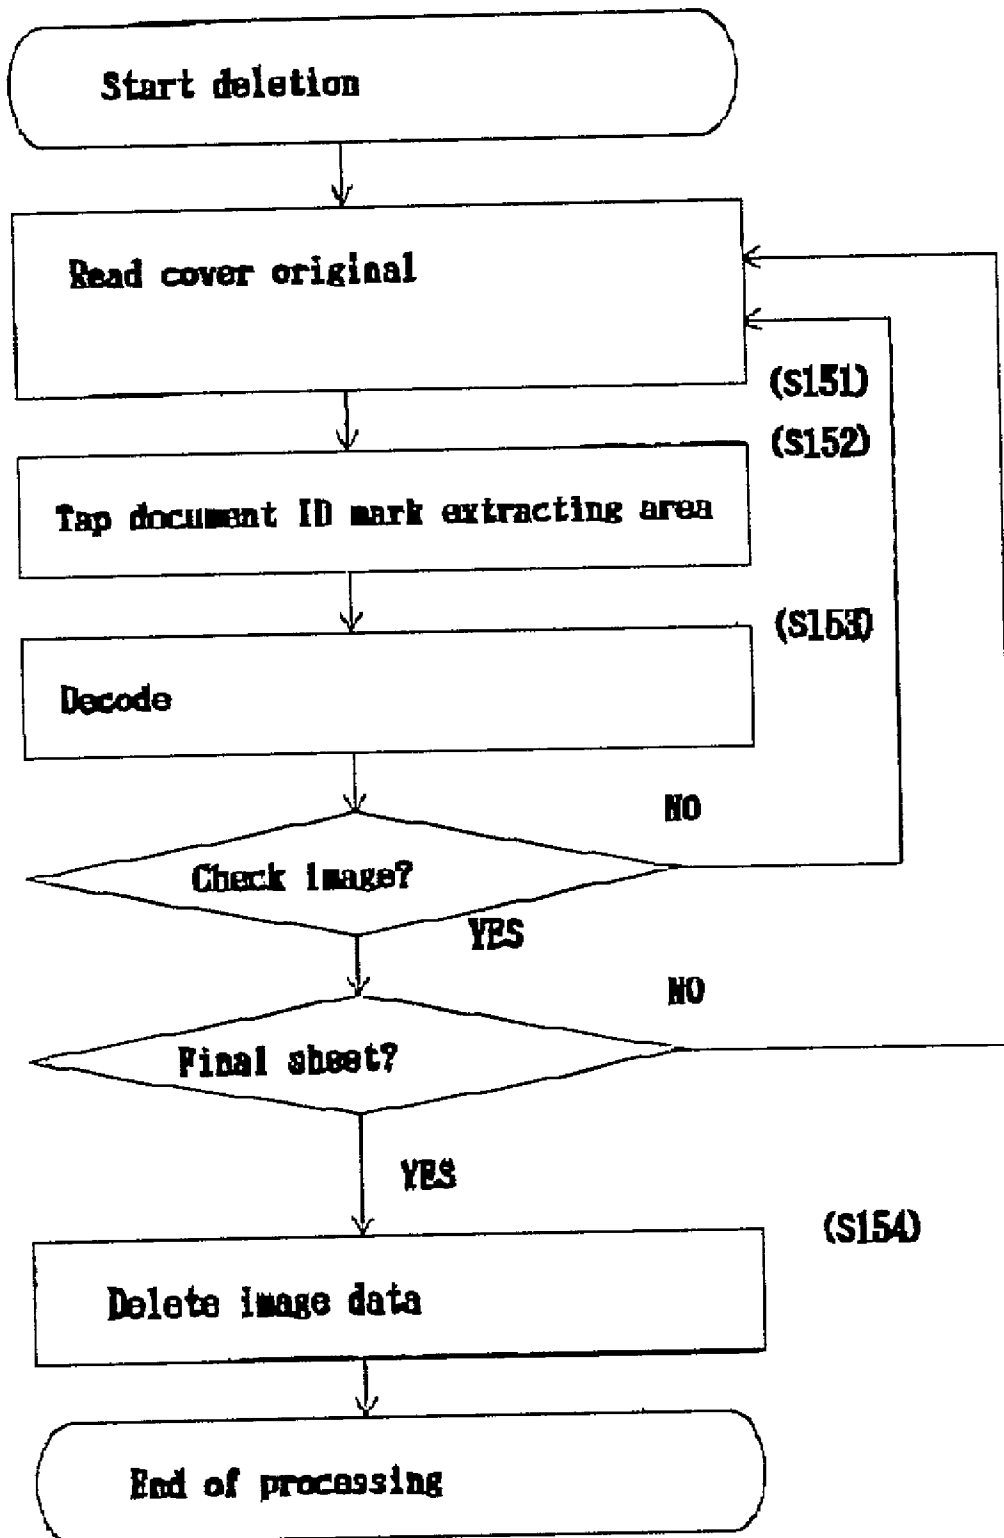 Start deletion
Read cover original
(S151)
(S152)
Tap document ID mark extracting area
(S153)
Decode
NO
Check image?
YES
NO
Final sheet?
YES
(S154)
Delete image data
End of processing